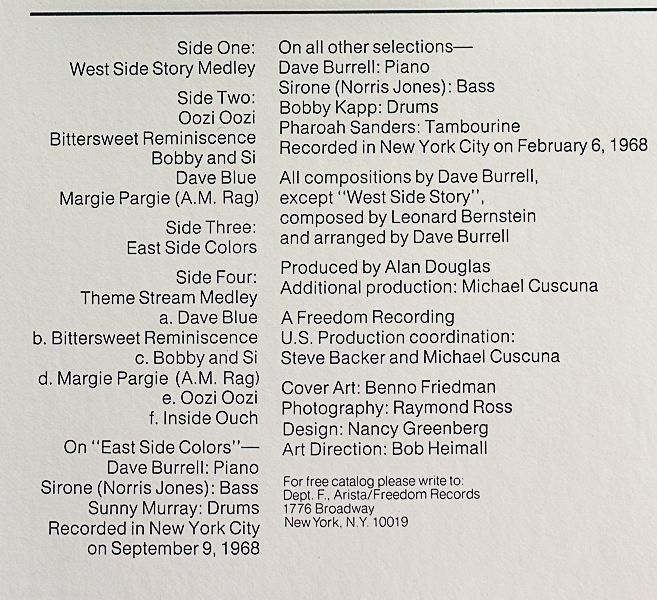 Side One:
West Side Story Medley
Side Two:
Oozi Oozi
Bittersweet Reminiscence
Bobby and Si
Dave Blue
Margie Pargie (A.M. Rag)
Side Three:
East Side Colors
Side Four:
Theme Stream Medley
a. Dave Blue
b. Bittersweet Reminiscence
c. Bobby and Si
d. Margie Pargie (A.M. Rag)
e. Oozi Oozi
f. Inside Ouch
On "East Side Colors"—
Dave Burrell: Piano
Sirone (Norris Jones): Bass
Sunny Murray: Drums
Recorded in New York City
on September 9, 1968
On all other selections—
Dave Burrell: Piano
Sirone (Norris Jones): Bass
Bobby Kapp: Drums
Pharoah Sanders: Tambourine
Recorded in New York City on February 6, 1968
All compositions by Dave Burrell,
except "West Side Story",
composed by Leonard Bernstein
and arranged by Dave Burrell
Produced by Alan Douglas
Additional production: Michael Cuscuna
A Freedom Recording
U.S. Production coordination:
Steve Backer and Michael Cuscuna
Cover Art: Benno Friedman
Photography: Raymond Ross
Design: Nancy Greenberg
Art Direction: Bob Heimall
For free catalog please write to:
Dept. F., Arista/Freedom Records
1776 Broadway
New York, N.Y. 10019